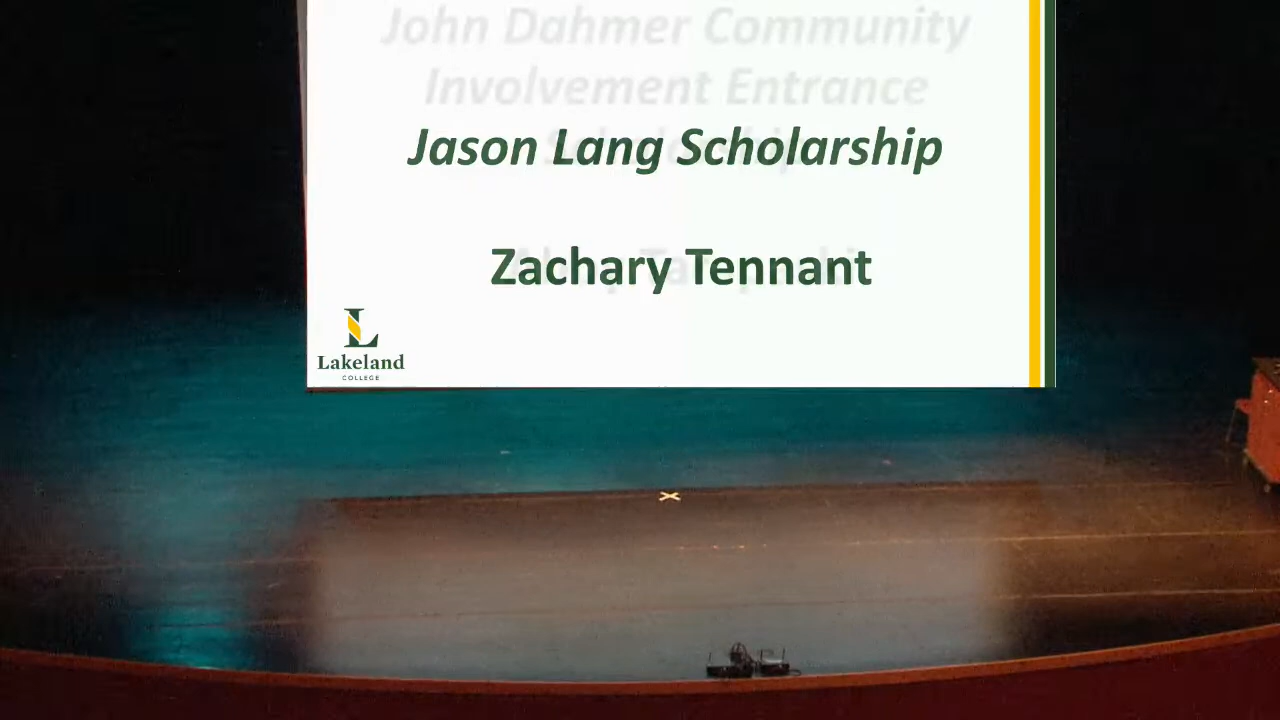 John Dahmer Community
Involvement Entrance
Jason Lang Scholarship
Zachary Tennant
L
Lakeland
COLLEGE